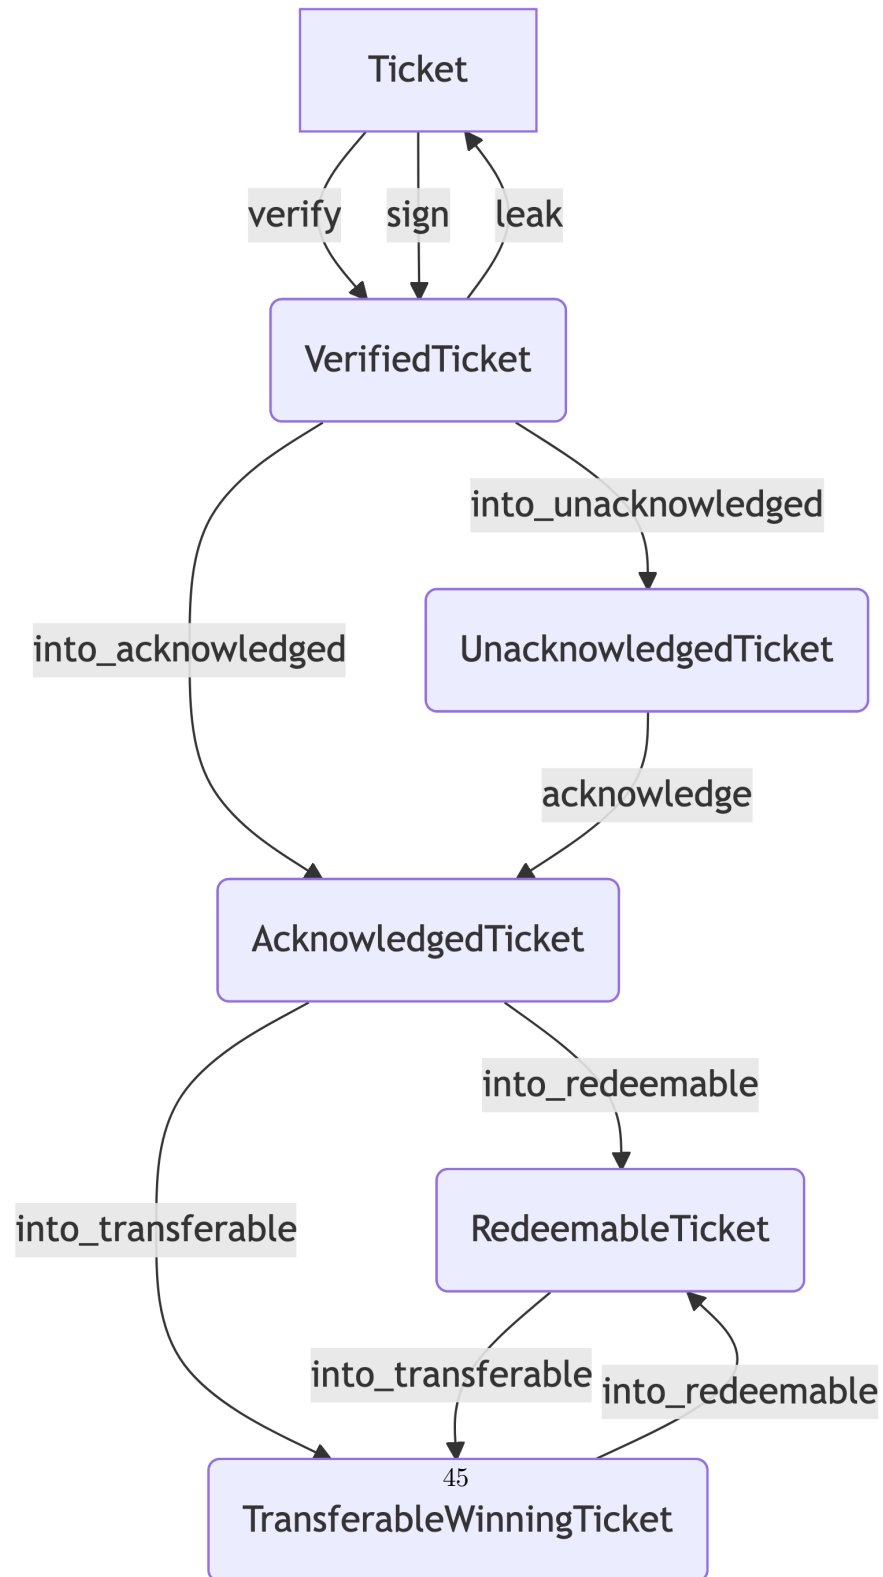 Ticket
verify
sign
leak
VerifiedTicket
into_unacknowledged
into_acknowledged
UnacknowledgedTicket
acknowledge
AcknowledgedTicket
into_redeemable
into_transferable
RedeemableTicket
into_transferable
into_redeemable
45
TransferableWinningTicket